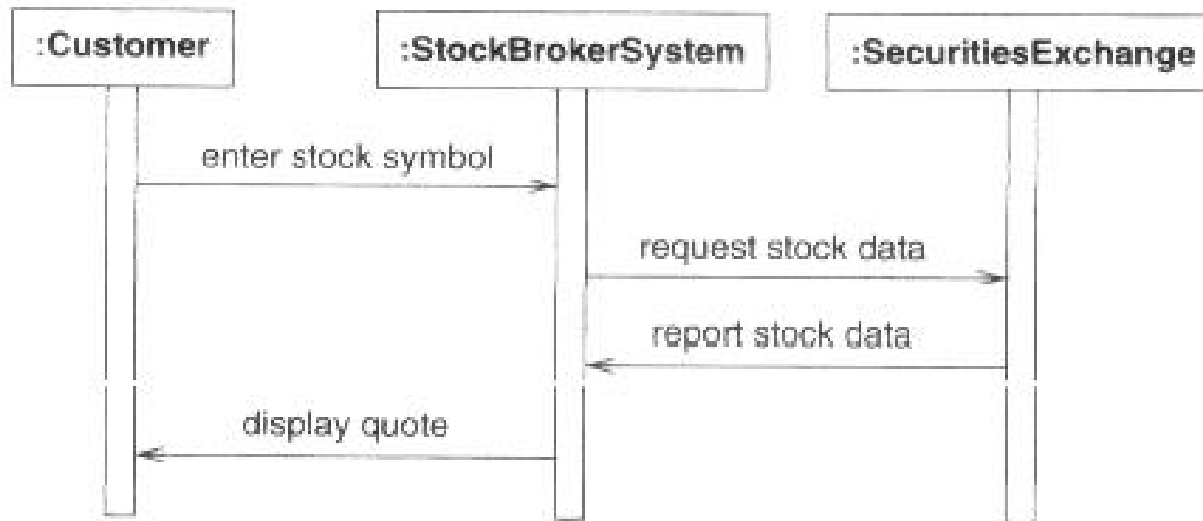 :Customer
:StockBrokerSystem
:SecuritiesExchange
enter stock symbol
request stock data
report stock data
display quote